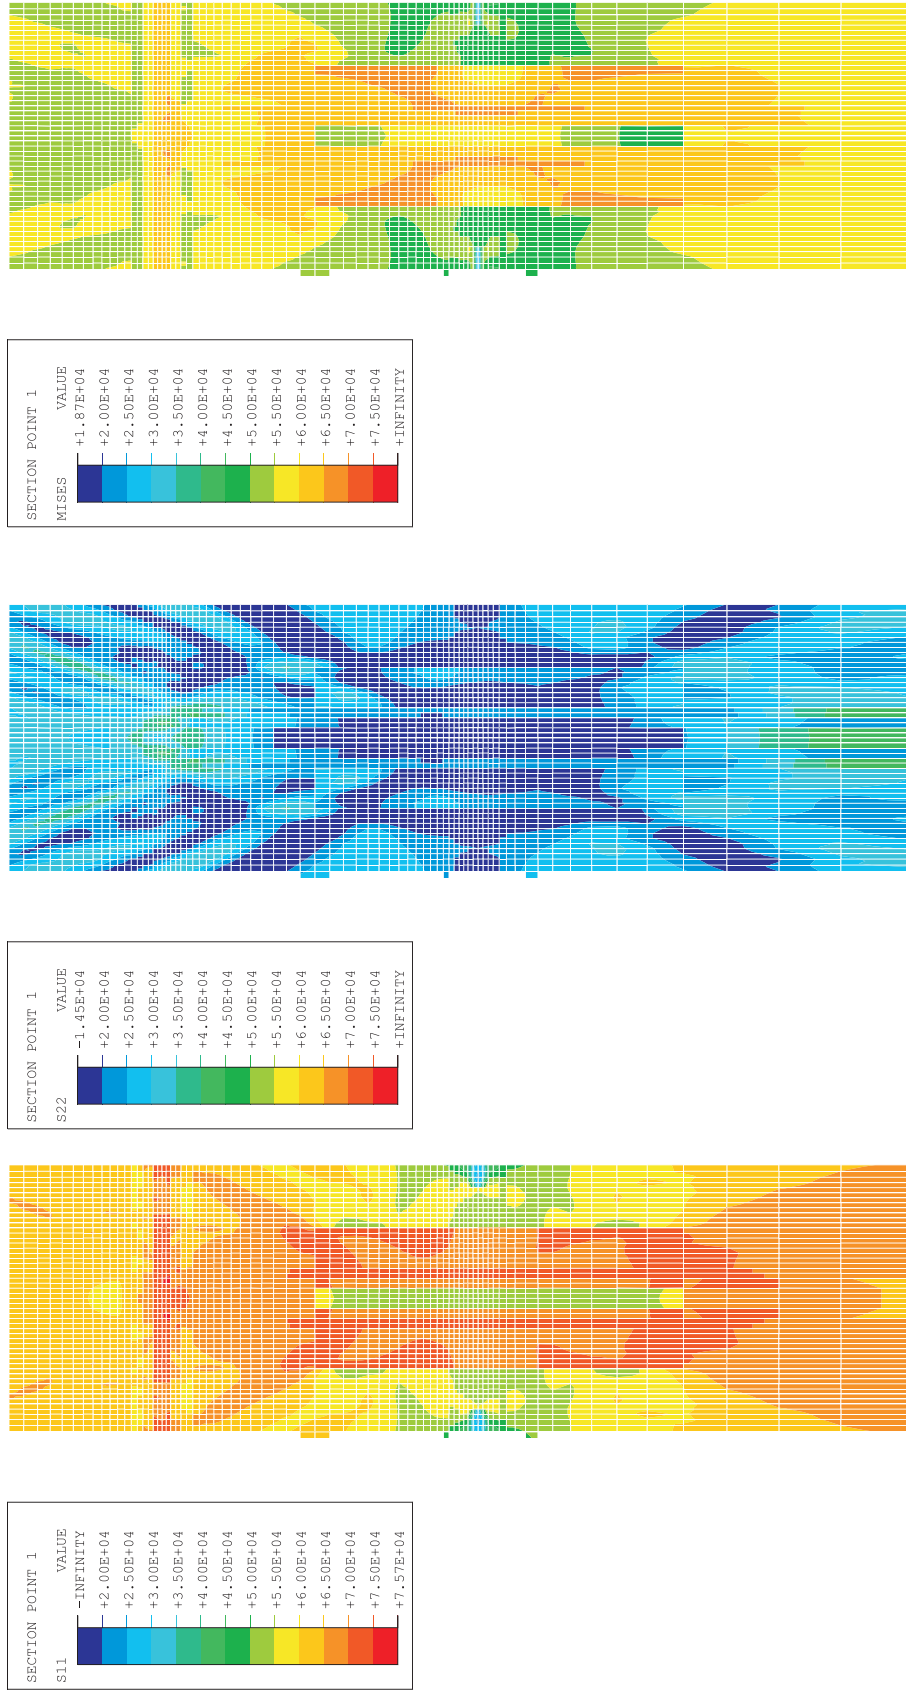 SECTION POINT 1
MISES VALUE
+1.87E+04
+2.00E+04
+2.50E+04
+3.00E+04
+3.50E+04
+4.00E+04
+4.50E+04
+5.00E+04
+5.50E+04
+6.00E+04
+6.50E+04
+7.00E+04
+7.50E+04
+INFINITY
SECTION POINT 1
S22 VALUE
-1.45E+04
+2.00E+04
+2.50E+04
+3.00E+04
+3.50E+04
+4.00E+04
+4.50E+04
+5.00E+04
+5.50E+04
+6.00E+04
+6.50E+04
+7.00E+04
+7.50E+04
+INFINITY
SECTION POINT 1
S11 VALUE
-INFINITY
+2.00E+04
+2.50E+04
+3.00E+04
+3.50E+04
+4.00E+04
+4.50E+04
+5.00E+04
+5.50E+04
+6.00E+04
+6.50E+04
+7.00E+04
+7.50E+04
+7.57E+04